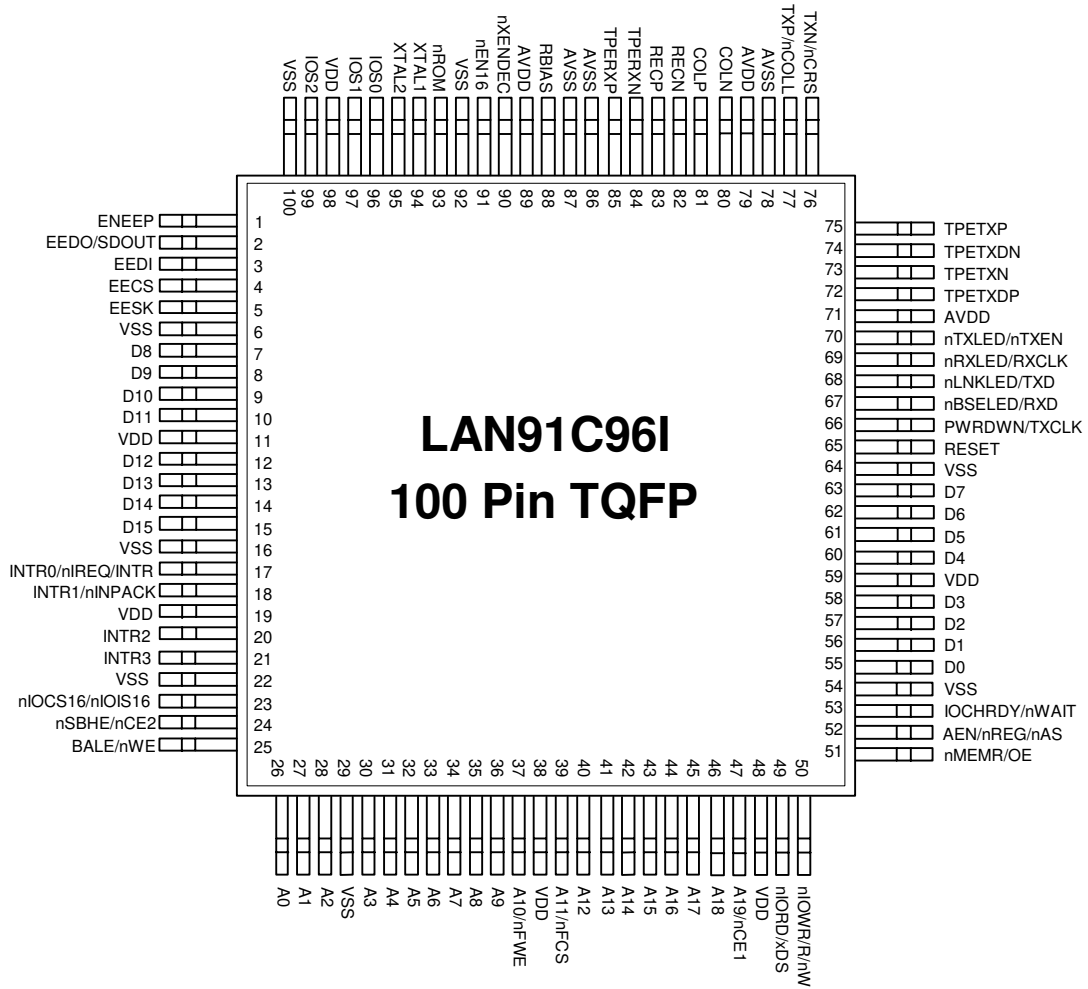 VSS
IOS2
VDD
IOS1
IOS0
XTAL2
XTAL1
nROM
VSS
nEN16
nXENDEC
AVDD
RBIAS
AVSS
AVSS
TPERXP
TPERXN
RECP
RECN
COLP
COLN
AVDD
AVSS
TXP/nCOLL
TXN/nCRS
100
99
98
97
96
95
94
93
92
91
90
89
88
87
86
85
84
83
82
81
80
79
78
77
76
ENEEP 1
EEDO/SDOUT 2
EEDI 3
EECS 4
EESK 5
VSS 6
D8 7
D9 8
D10 9
D11 10
VDD 11
D12 12
D13 13
D14 14
D15 15
VSS 16
INTR0/nIREQ/INTR 17
INTR1/nINPACK 18
VDD 19
INTR2 20
INTR3 21
VSS 22
nIOCS16/nIOIS16 23
nSBHE/nCE2 24
BALE/nWE 25
LAN91C96I
100 Pin TQFP
75 TPETXP
74 TPETXDN
73 TPETXN
72 TPETXDP
71 AVDD
70 nTXLED/nTXEN
69 nRXLED/RXCLK
68 nLNKLED/TXD
67 nBSELED/RXD
66 PWRDWN/TXCLK
65 RESET
64 VSS
63 D7
62 D6
61 D5
60 D4
59 VDD
58 D3
57 D2
56 D1
55 D0
54 VSS
53 IOCHRDY/nWAIT
52 AEN/nREG/nAS
51 nMEMR/OE
26
27
28
29
30
31
32
33
34
35
36
37
38
39
40
41
42
43
44
45
46
47
48
49
50
A0
A1
A2
VSS
A3
A4
A5
A6
A7
A8
A9
A10/nFWE
VDD
A11/nFCS
A12
A13
A14
A15
A16
A17
A18
A19/nCE1
VDD
nIORD/xDS
nIOWR/R/nW